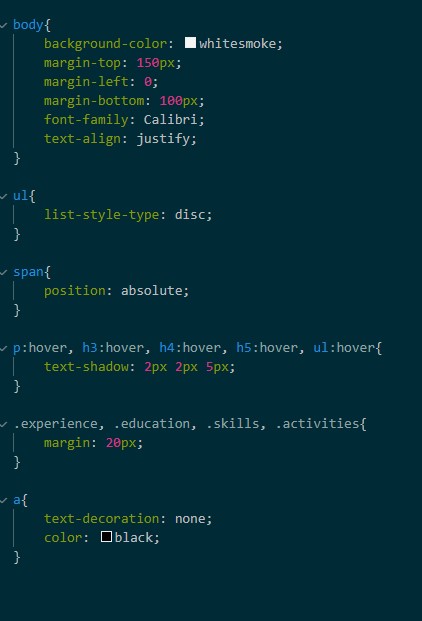 body{
background-color: whitesmoke;
margin-top: 150px;
margin-left: 0;
margin-bottom: 100px;
font-family: Calibri;
text-align: justify;
}
ul{
list-style-type: disc;
}
span{
position: absolute;
}
p:hover, h3:hover, h4:hover, h5:hover, ul:hover{
text-shadow: 2px 2px 5px;
}
.experience, .education, .skills, .activities{
margin: 20px;
}
a{
text-decoration: none;
color: black;
}